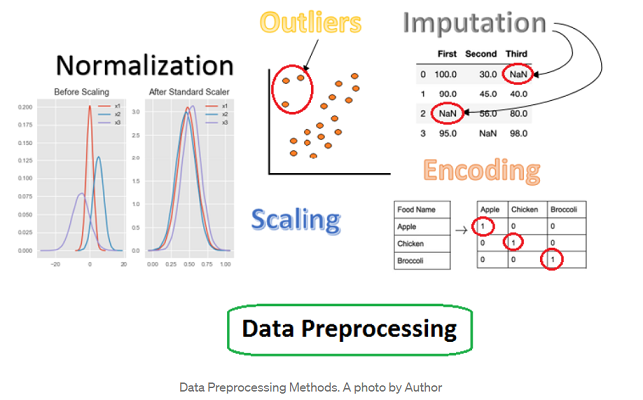 Outliers
Imputation
Normalization
First Second Third
0 100.0 30.0 NaN
1 90.0 45.0 40.0
2 NaN 56.0 80.0
3 95.0 NaN 98.0
Before Scaling
After Standard Scaler
x1
x2
x3
0.200
0.175
0.150
0.125
0.100
0.075
0.050
0.025
0.000
−20 0 20
x1
x2
x3
3.0
2.5
2.0
1.5
1.0
0.5
0.0
0.00 0.25 0.50 0.75 1.00
Scaling
Encoding
Food Name
Apple
Chicken
Broccoli
Apple Chicken Broccoli
1 0 0
0 1 0
0 0 1
Data Preprocessing
Data Preprocessing Methods. A photo by Author